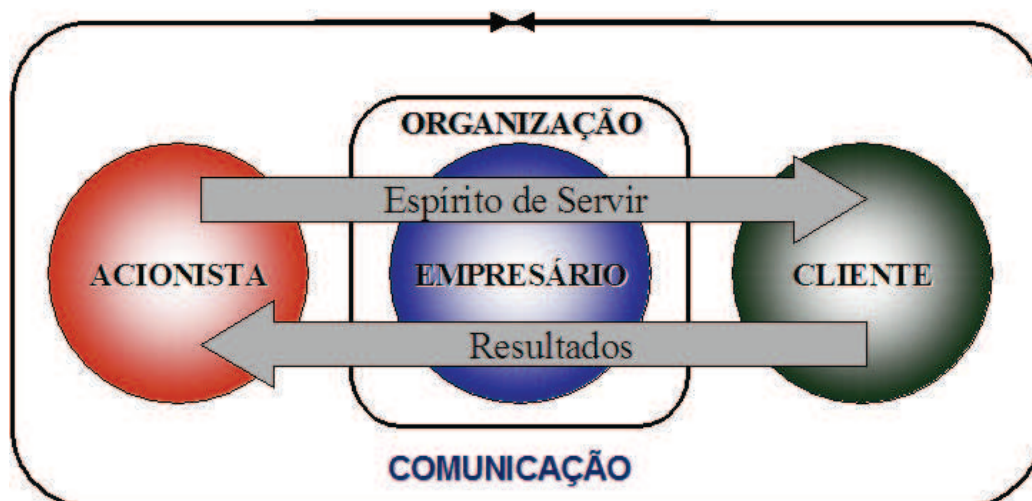 ORGANIZAÇÃO
Espírito de Servir
ACIONISTA
EMPRESÁRIO
CLIENTE
Resultados
COMUNICAÇÃO